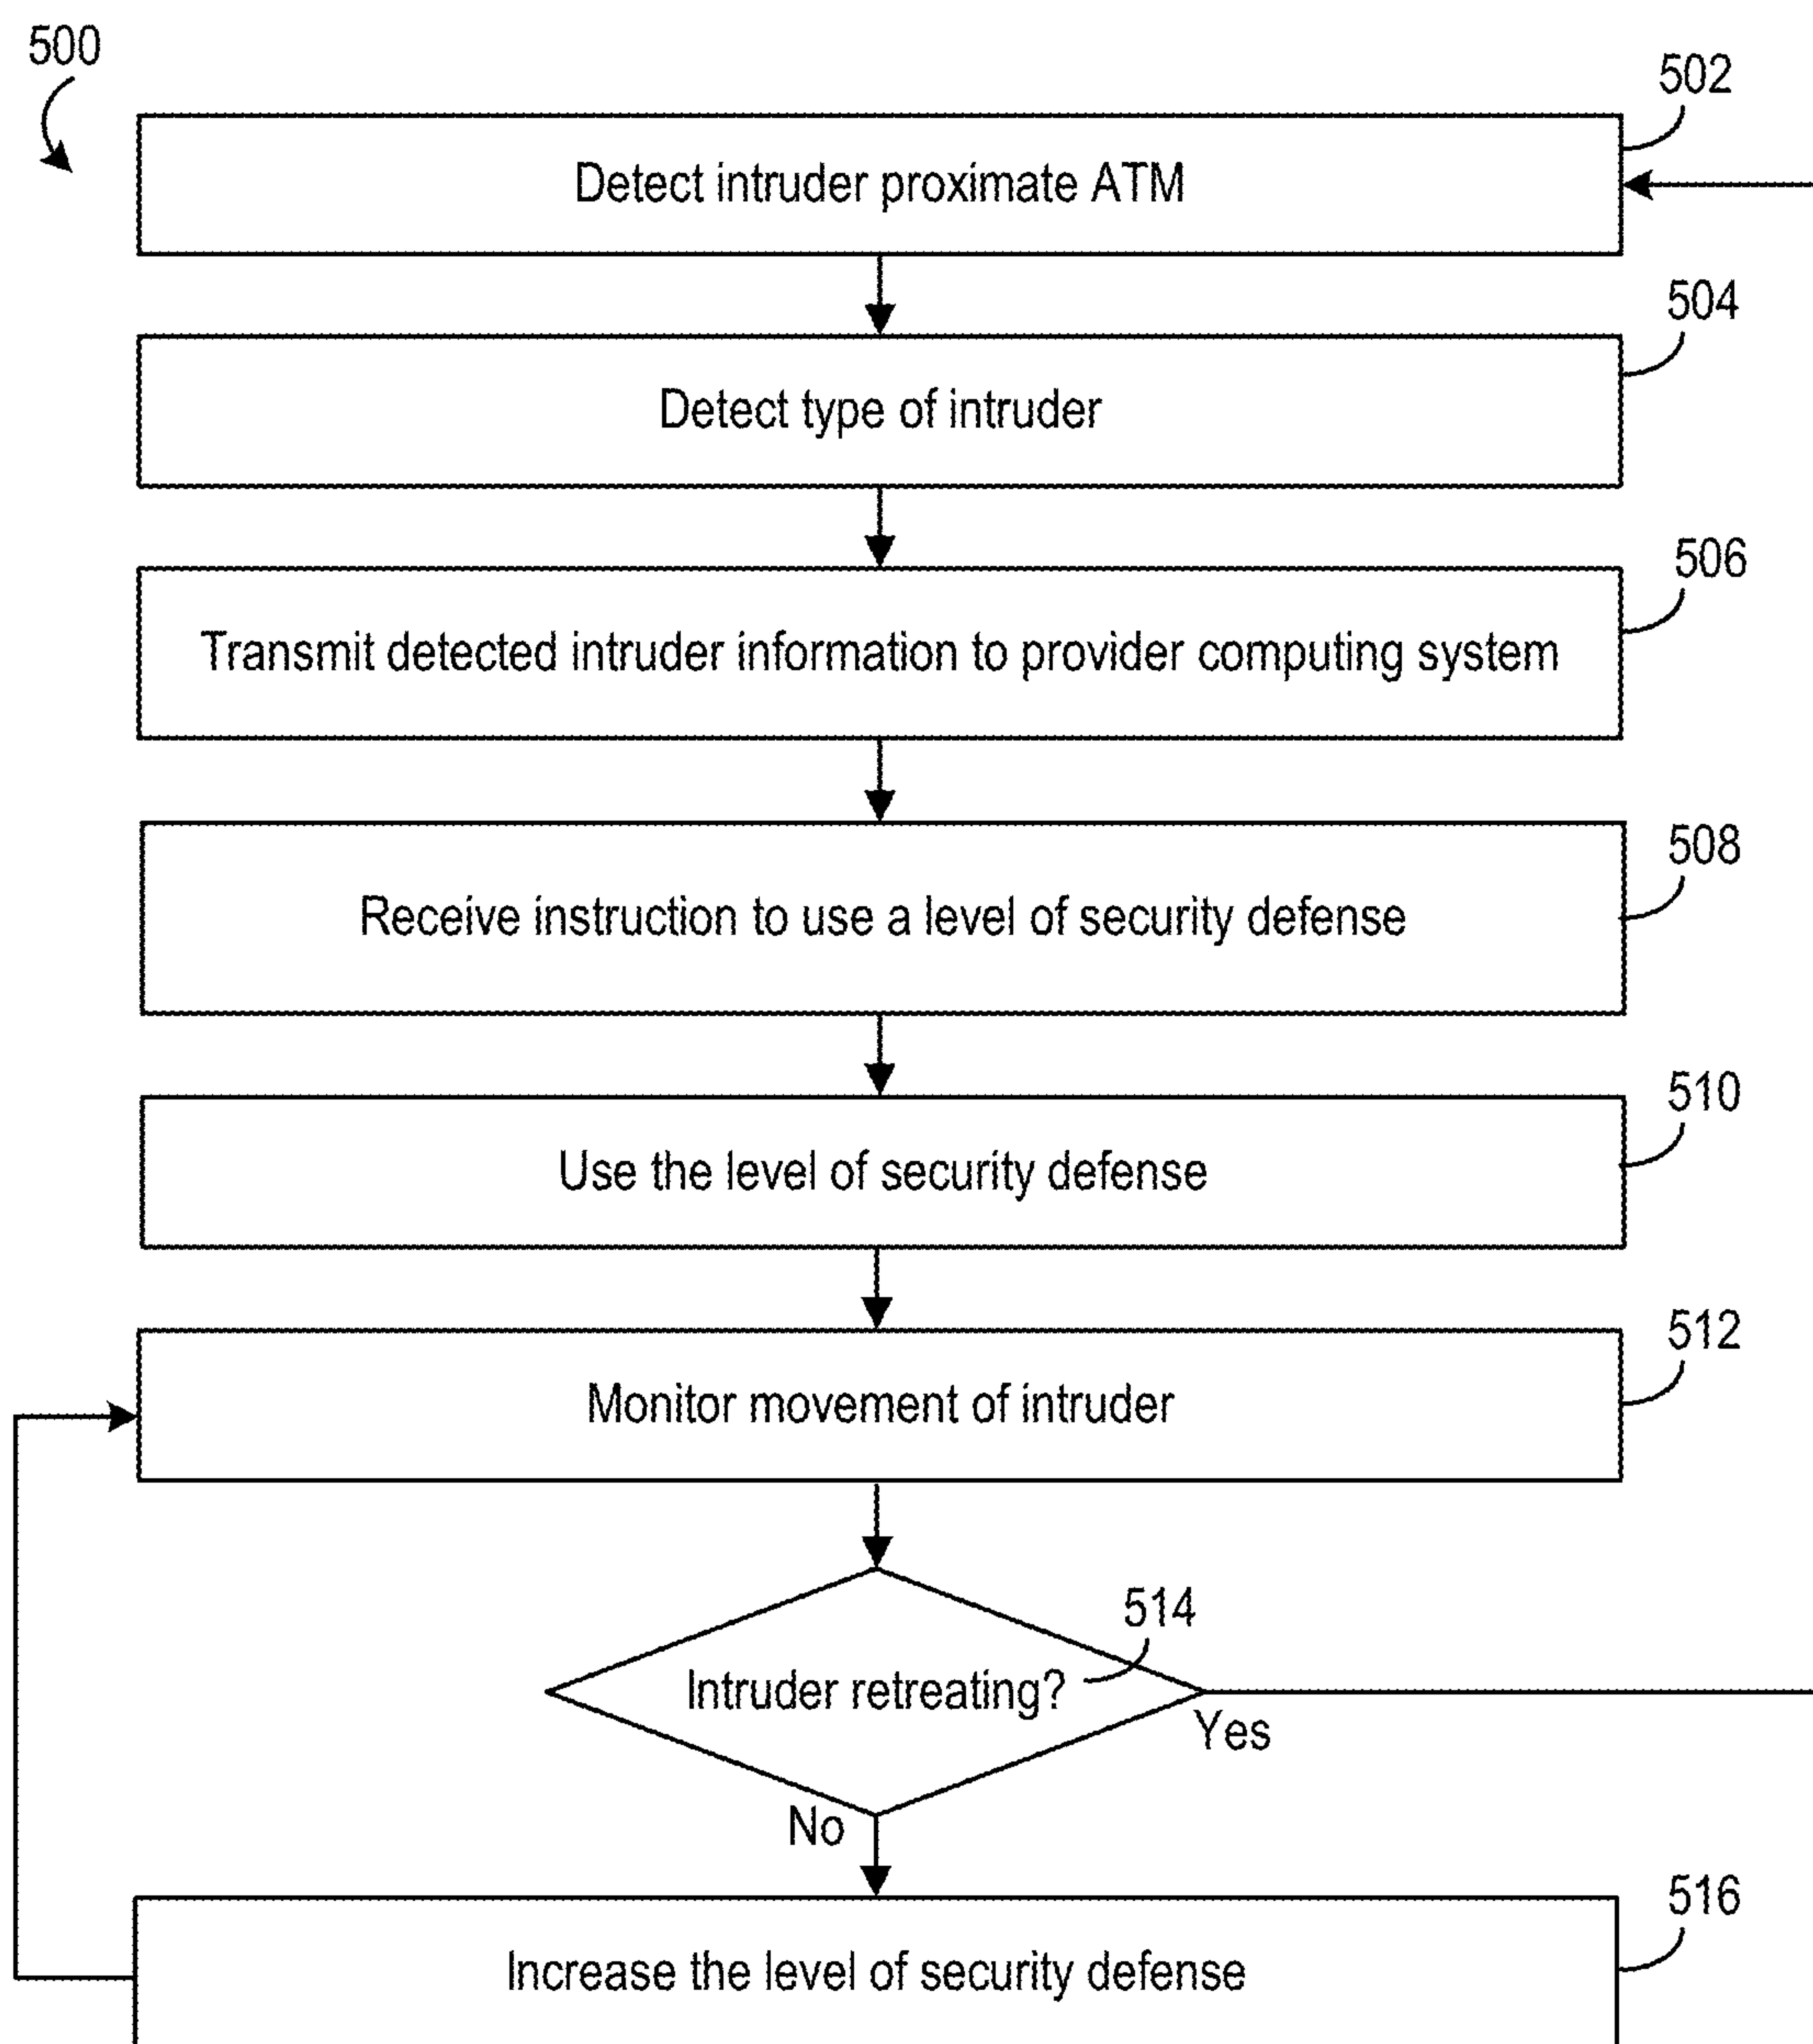 500
502
Detect intruder proximate ATM
504
Detect type of intruder
506
Transmit detected intruder information to provider computing system
508
Receive instruction to use a level of security defense
510
Use the level of security defense
512
Monitor movement of intruder
514
Intruder retreating?
Yes
No
516
Increase the level of security defense